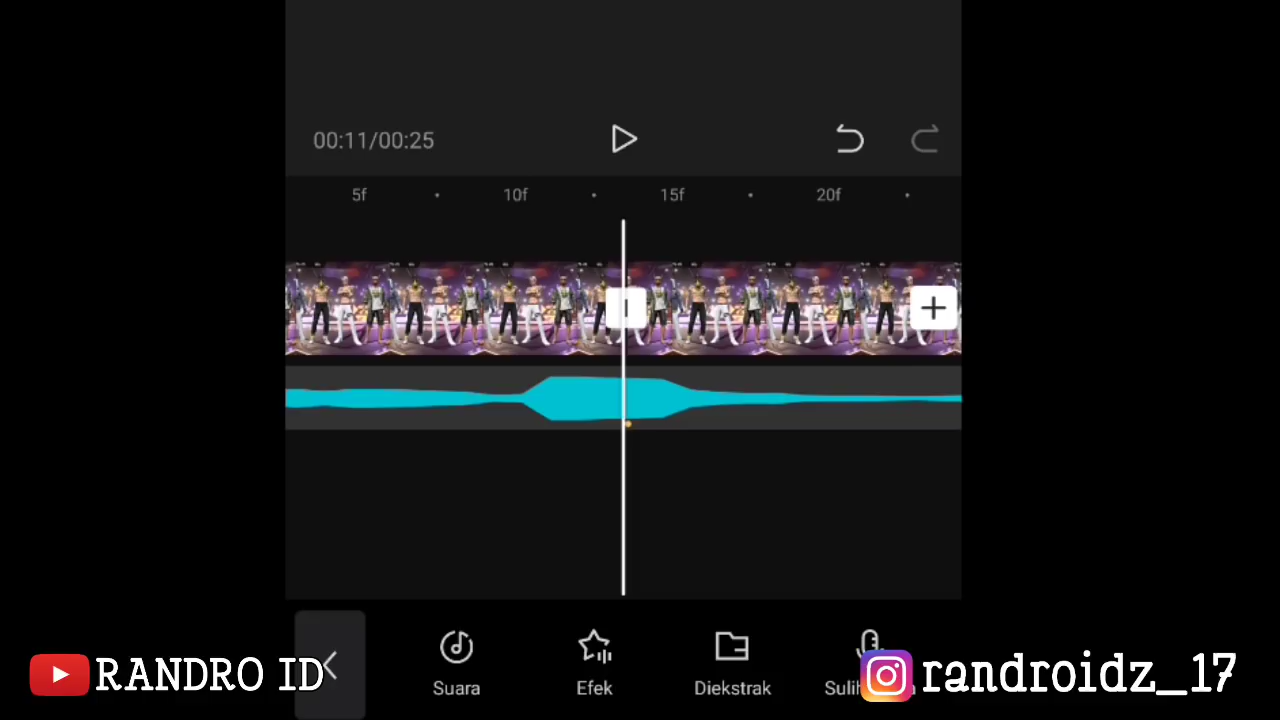 00:11/00:25
5f 10f 15f 20f
Suara Efek Diekstrak
RANDRO ID
randroidz_17